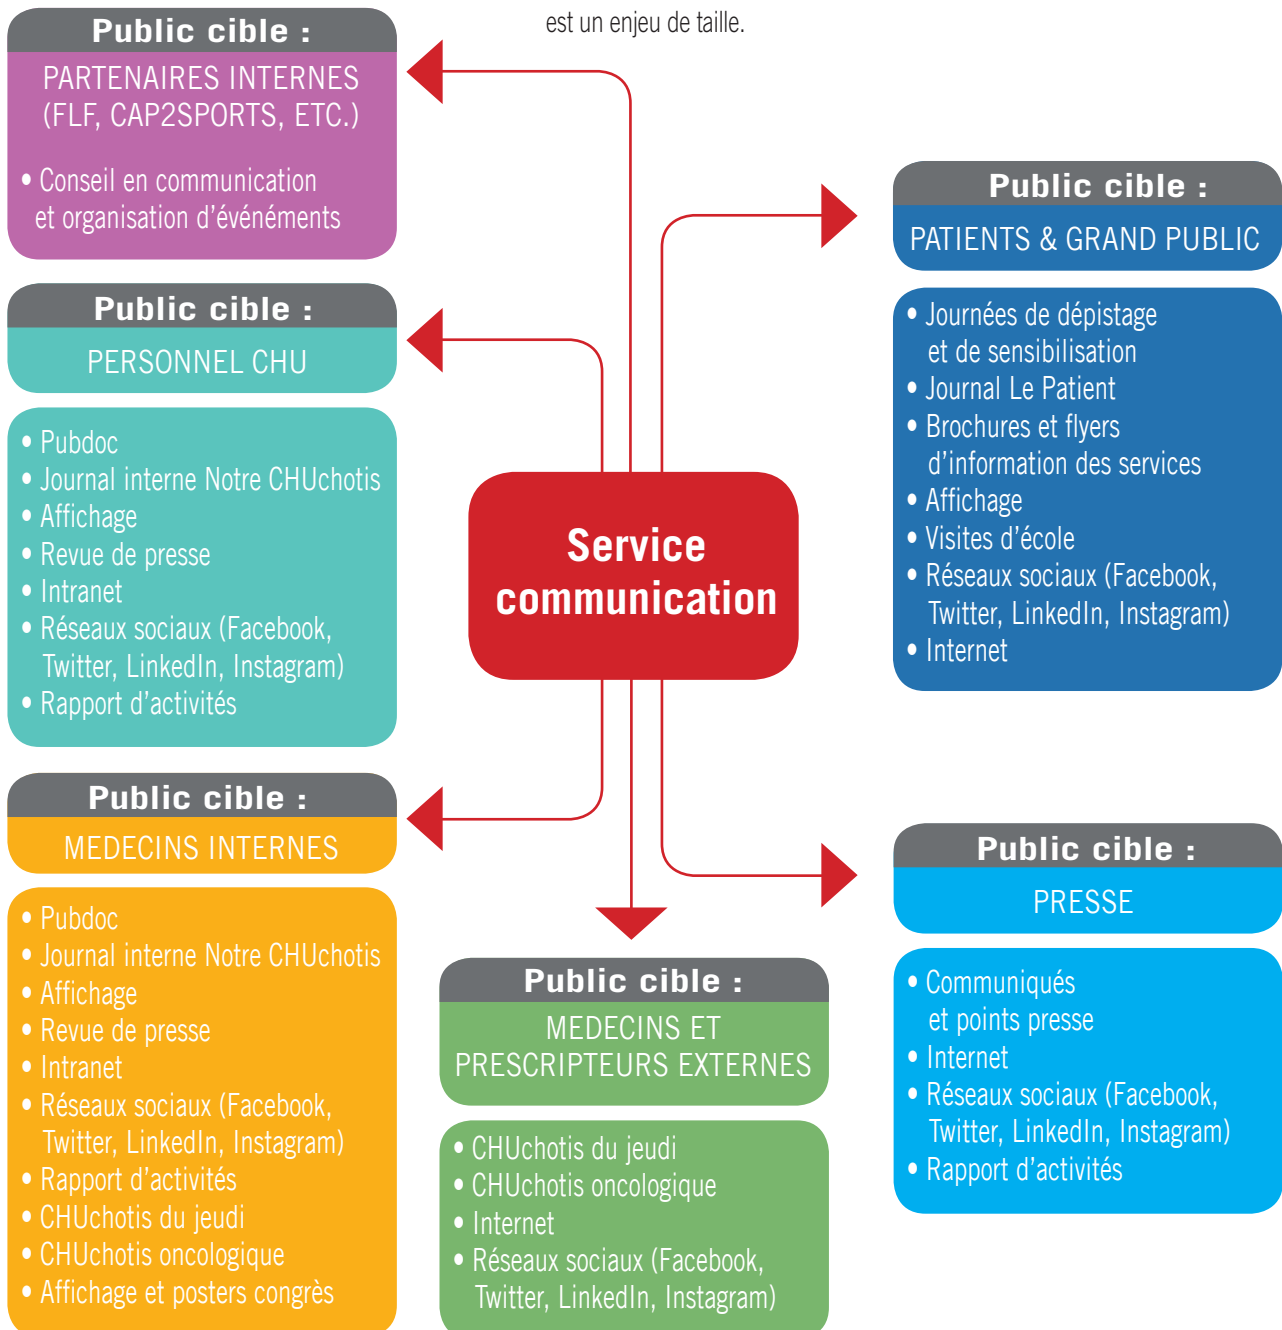 est un enjeu de taille.
Public cible :
PARTENAIRES INTERNES
(FLF, CAP2SPORTS, ETC.)
• Conseil en communication
et organisation d'événéments
Public cible :
PERSONNEL CHU
• Pubdoc
• Journal interne Notre CHUchotis
• Affichage
• Revue de presse
• Intranet
• Réseaux sociaux (Facebook,
Twitter, LinkedIn, Instagram)
• Rapport d'activités
Public cible :
MEDECINS INTERNES
• Pubdoc
• Journal interne Notre CHUchotis
• Affichage
• Revue de presse
• Intranet
• Réseaux sociaux (Facebook,
Twitter, LinkedIn, Instagram)
• Rapport d'activités
• CHUchotis du jeudi
• CHUchotis oncologique
• Affichage et posters congrès
Service
communication
Public cible :
MEDECINS ET
PRESCRIPTEURS EXTERNES
• CHUchotis du jeudi
• CHUchotis oncologique
• Internet
• Réseaux sociaux (Facebook,
Twitter, LinkedIn, Instagram)
Public cible :
PATIENTS & GRAND PUBLIC
• Journées de dépistage
et de sensibilisation
• Journal Le Patient
• Brochures et flyers
d'information des services
• Affichage
• Visites d'école
• Réseaux sociaux (Facebook,
Twitter, LinkedIn, Instagram)
• Internet
Public cible :
PRESSE
• Communiqués
et points presse
• Internet
• Réseaux sociaux (Facebook,
Twitter, LinkedIn, Instagram)
• Rapport d'activités